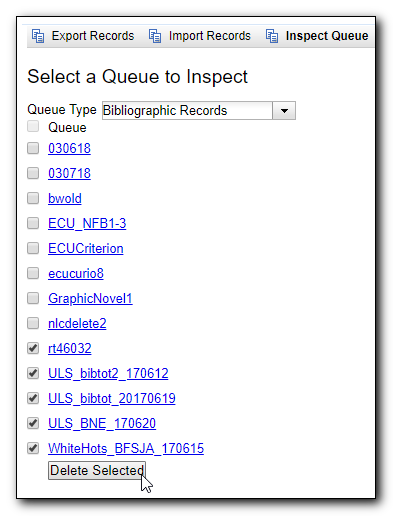 Export Records Import Records Inspect Queue
Select a Queue to Inspect
Queue Type Bibliographic Records
Queue
030618
030718
bwold
ECU_NFB1-3
ECUCriterion
ecucurio8
GraphicNovel1
nlcdelete2
rt46032
ULS_bibtot2_170612
ULS_bibtot_20170619
ULS_BNE_170620
WhiteHots_BFSJA_170615
Delete Selected